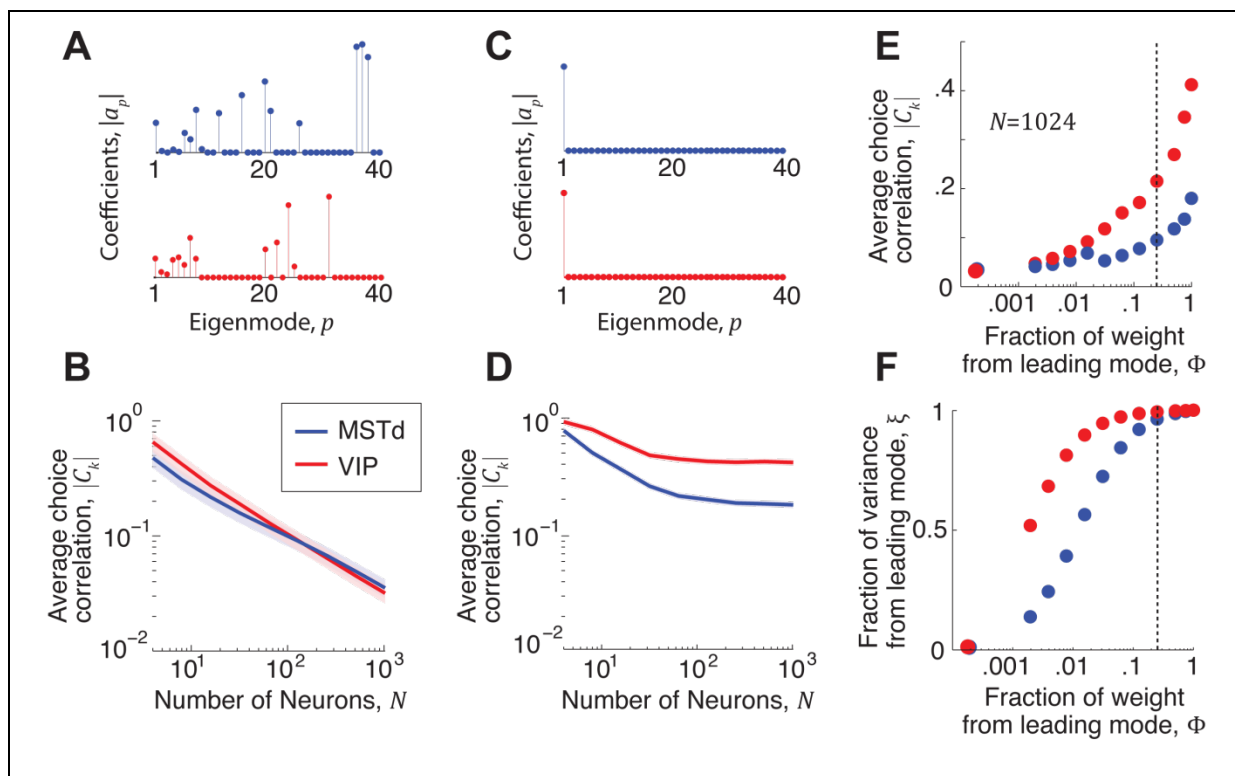 A
Coefficients, |a_p|
1
20
40
1
20
40
Eigenmode, p
B
Average choice
correlation, |C_k|
10^0
10^−1
10^−2
10^1
10^2
10^3
Number of Neurons, N
MSTd
VIP
C
Coefficients, |a_p|
1
20
40
1
20
40
Eigenmode, p
D
Average choice
correlation, |C_k|
10^0
10^−1
10^−2
10^1
10^2
10^3
Number of Neurons, N
E
Average choice
correlation, |C_k|
.4
.2
0
N=1024
.001
.01
.1
1
Fraction of weight
from leading mode, Φ
F
Fraction of variance
from leading mode, ξ
1
0.5
0
.001
.01
.1
1
Fraction of weight
from leading mode, Φ